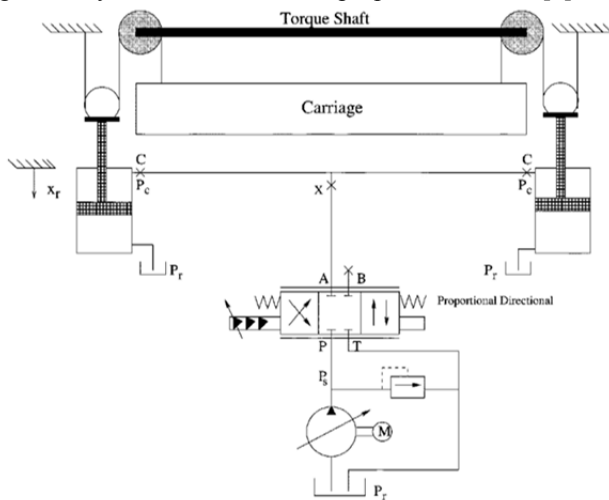 Torque Shaft
Carriage
C
P_c
C
P_c
x_r
X
P_r
P_r
A
B
Proportional Directional
P
T
P_s
M
P_r